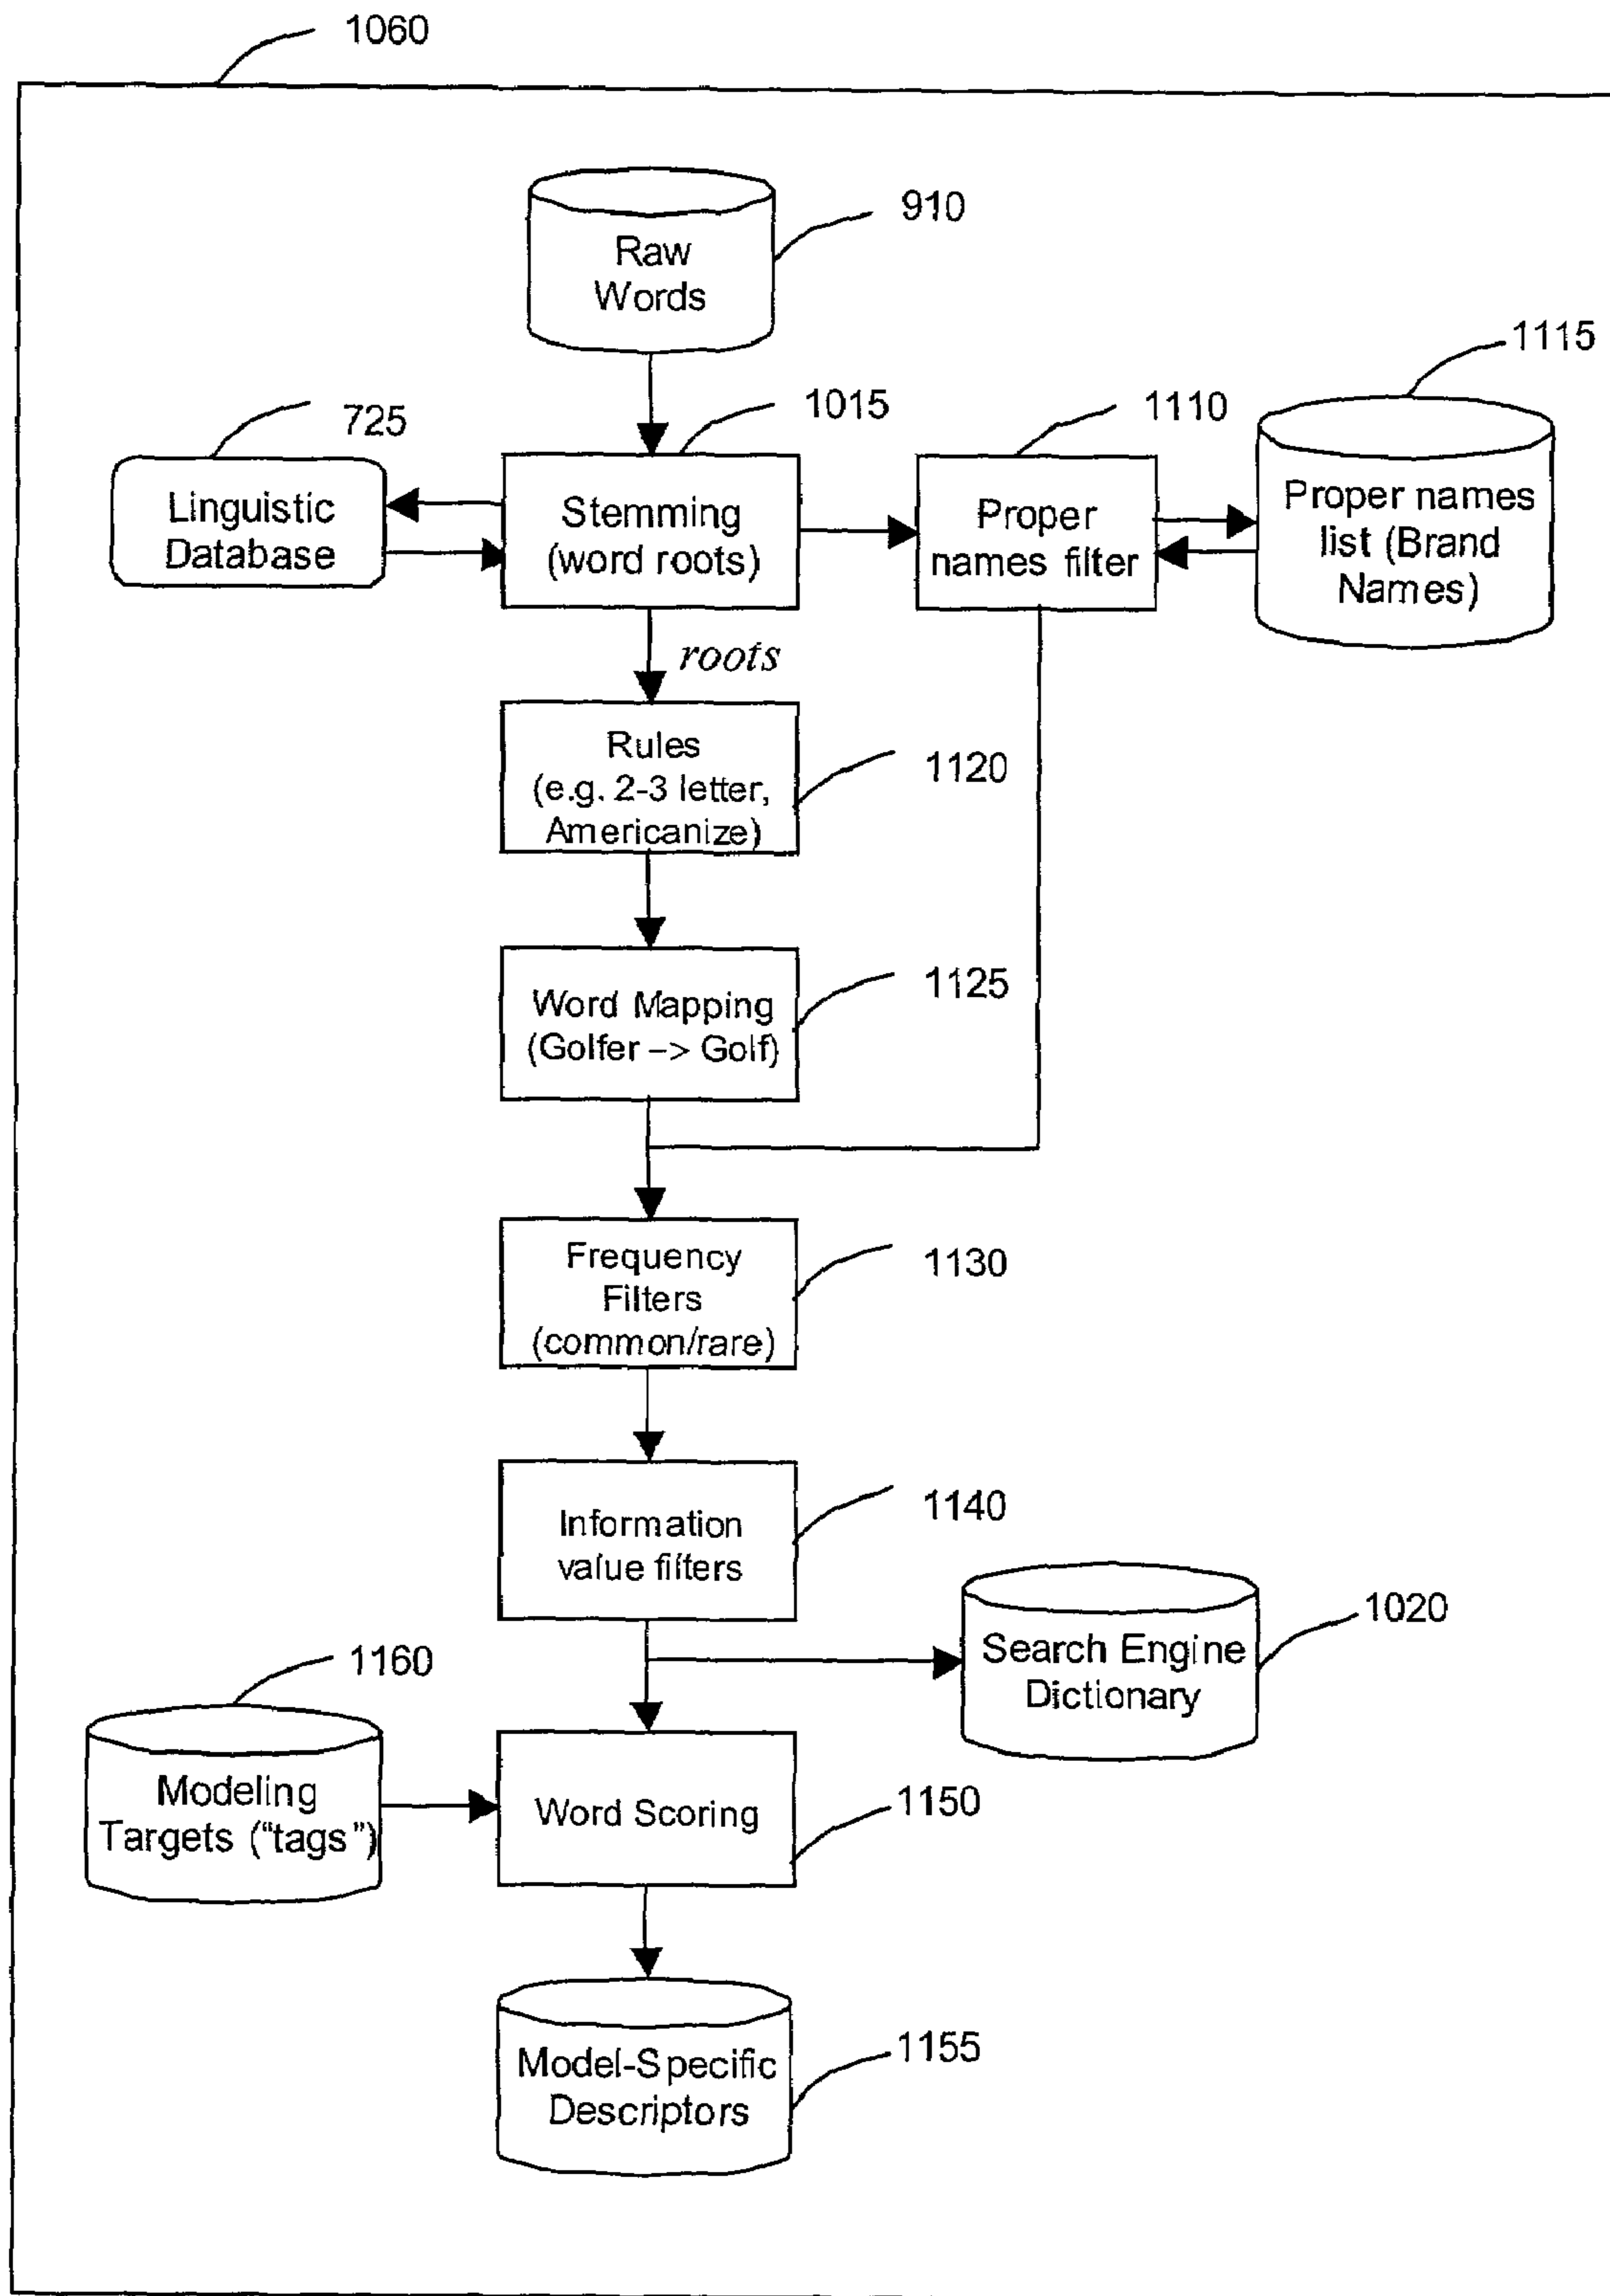 1060
910
Raw
Words
1115
725
1015
1110
Linguistic
Database
Stemming
(word roots)
Proper
names filter
Proper names
list (Brand
Names)
roots
Rules
(e.g. 2-3 letter,
Americanize)
1120
Word Mapping
(Golfer –> Golf)
1125
Frequency
Filters
(common/rare)
1130
Information
value filters
1140
1020
Search Engine
Dictionary
1160
Modeling
Targets (“tags”)
Word Scoring
1150
Model-Specific
Descriptors
1155